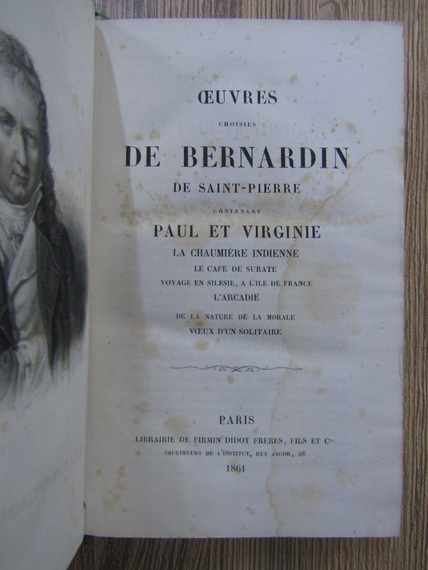 ŒUVRES
CHOISIES
DE BERNARDIN
DE SAINT-PIERRE
CONTENANT
PAUL ET VIRGINIE
LA CHAUMIÈRE INDIENNE
LE CAFÉ DE SURATE
VOYAGE EN SILÉSIE, A L'ILE DE FRANCE
L'ARCADIE
DE LA NATURE DE LA MORALE
VŒUX D'UN SOLITAIRE
PARIS
LIBRAIRIE DE FIRMIN DIDOT FRÈRES, FILS ET Cie
IMPRIMEURS DE L'INSTITUT, RUE JACOB, 56
1861